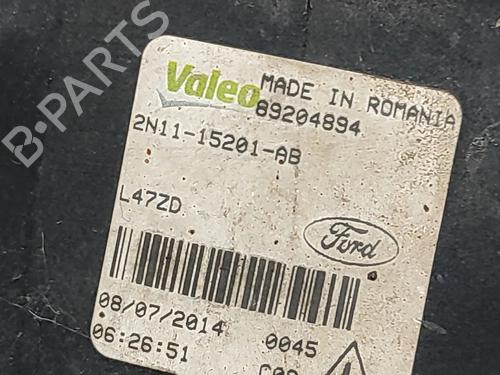 Valeo MADE IN ROMANIA
89204894
2N11-15201-AB
L47ZD
Ford
08/07/2014 0045
06:26:51
B-Parts